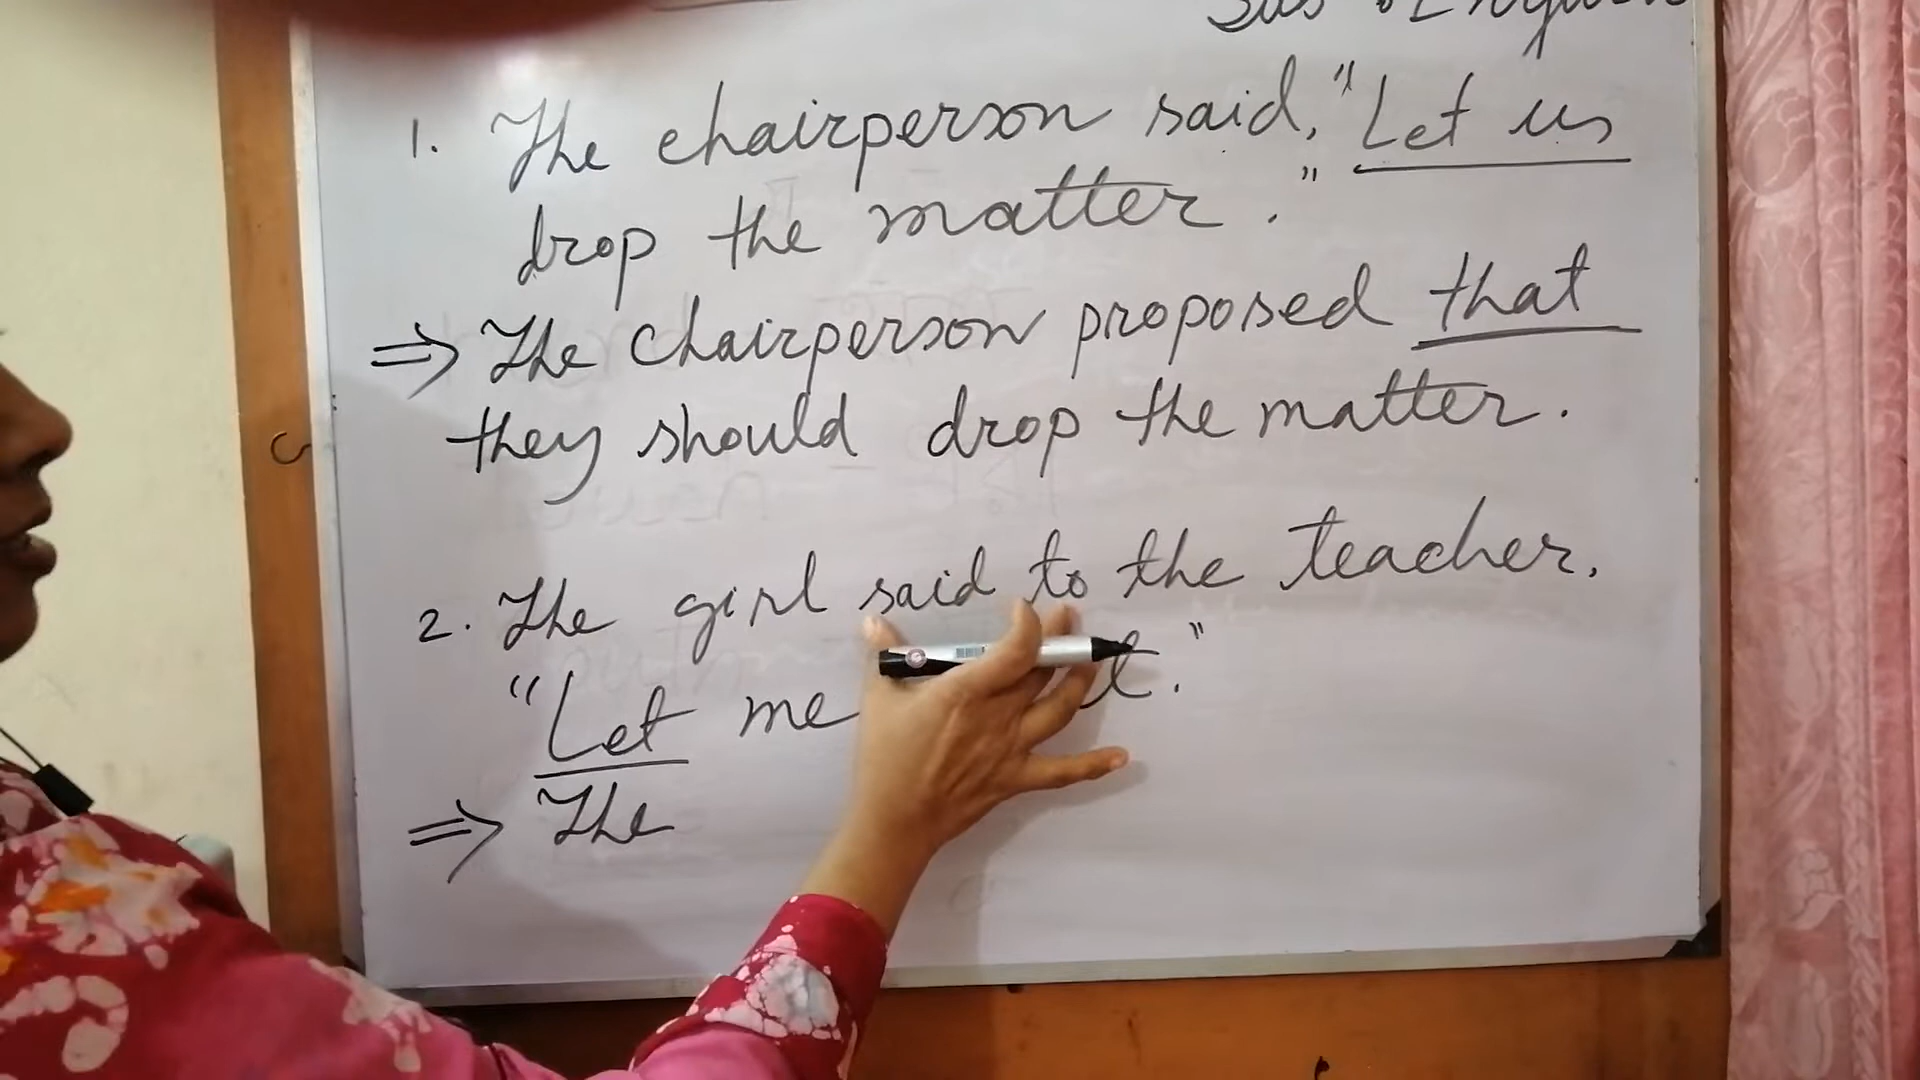 1. The chairperson said, "Let us
drop the matter."
⇒ The chairperson proposed that
they should drop the matter.
2. The girl said to the teacher,
"Let me
⇒ The